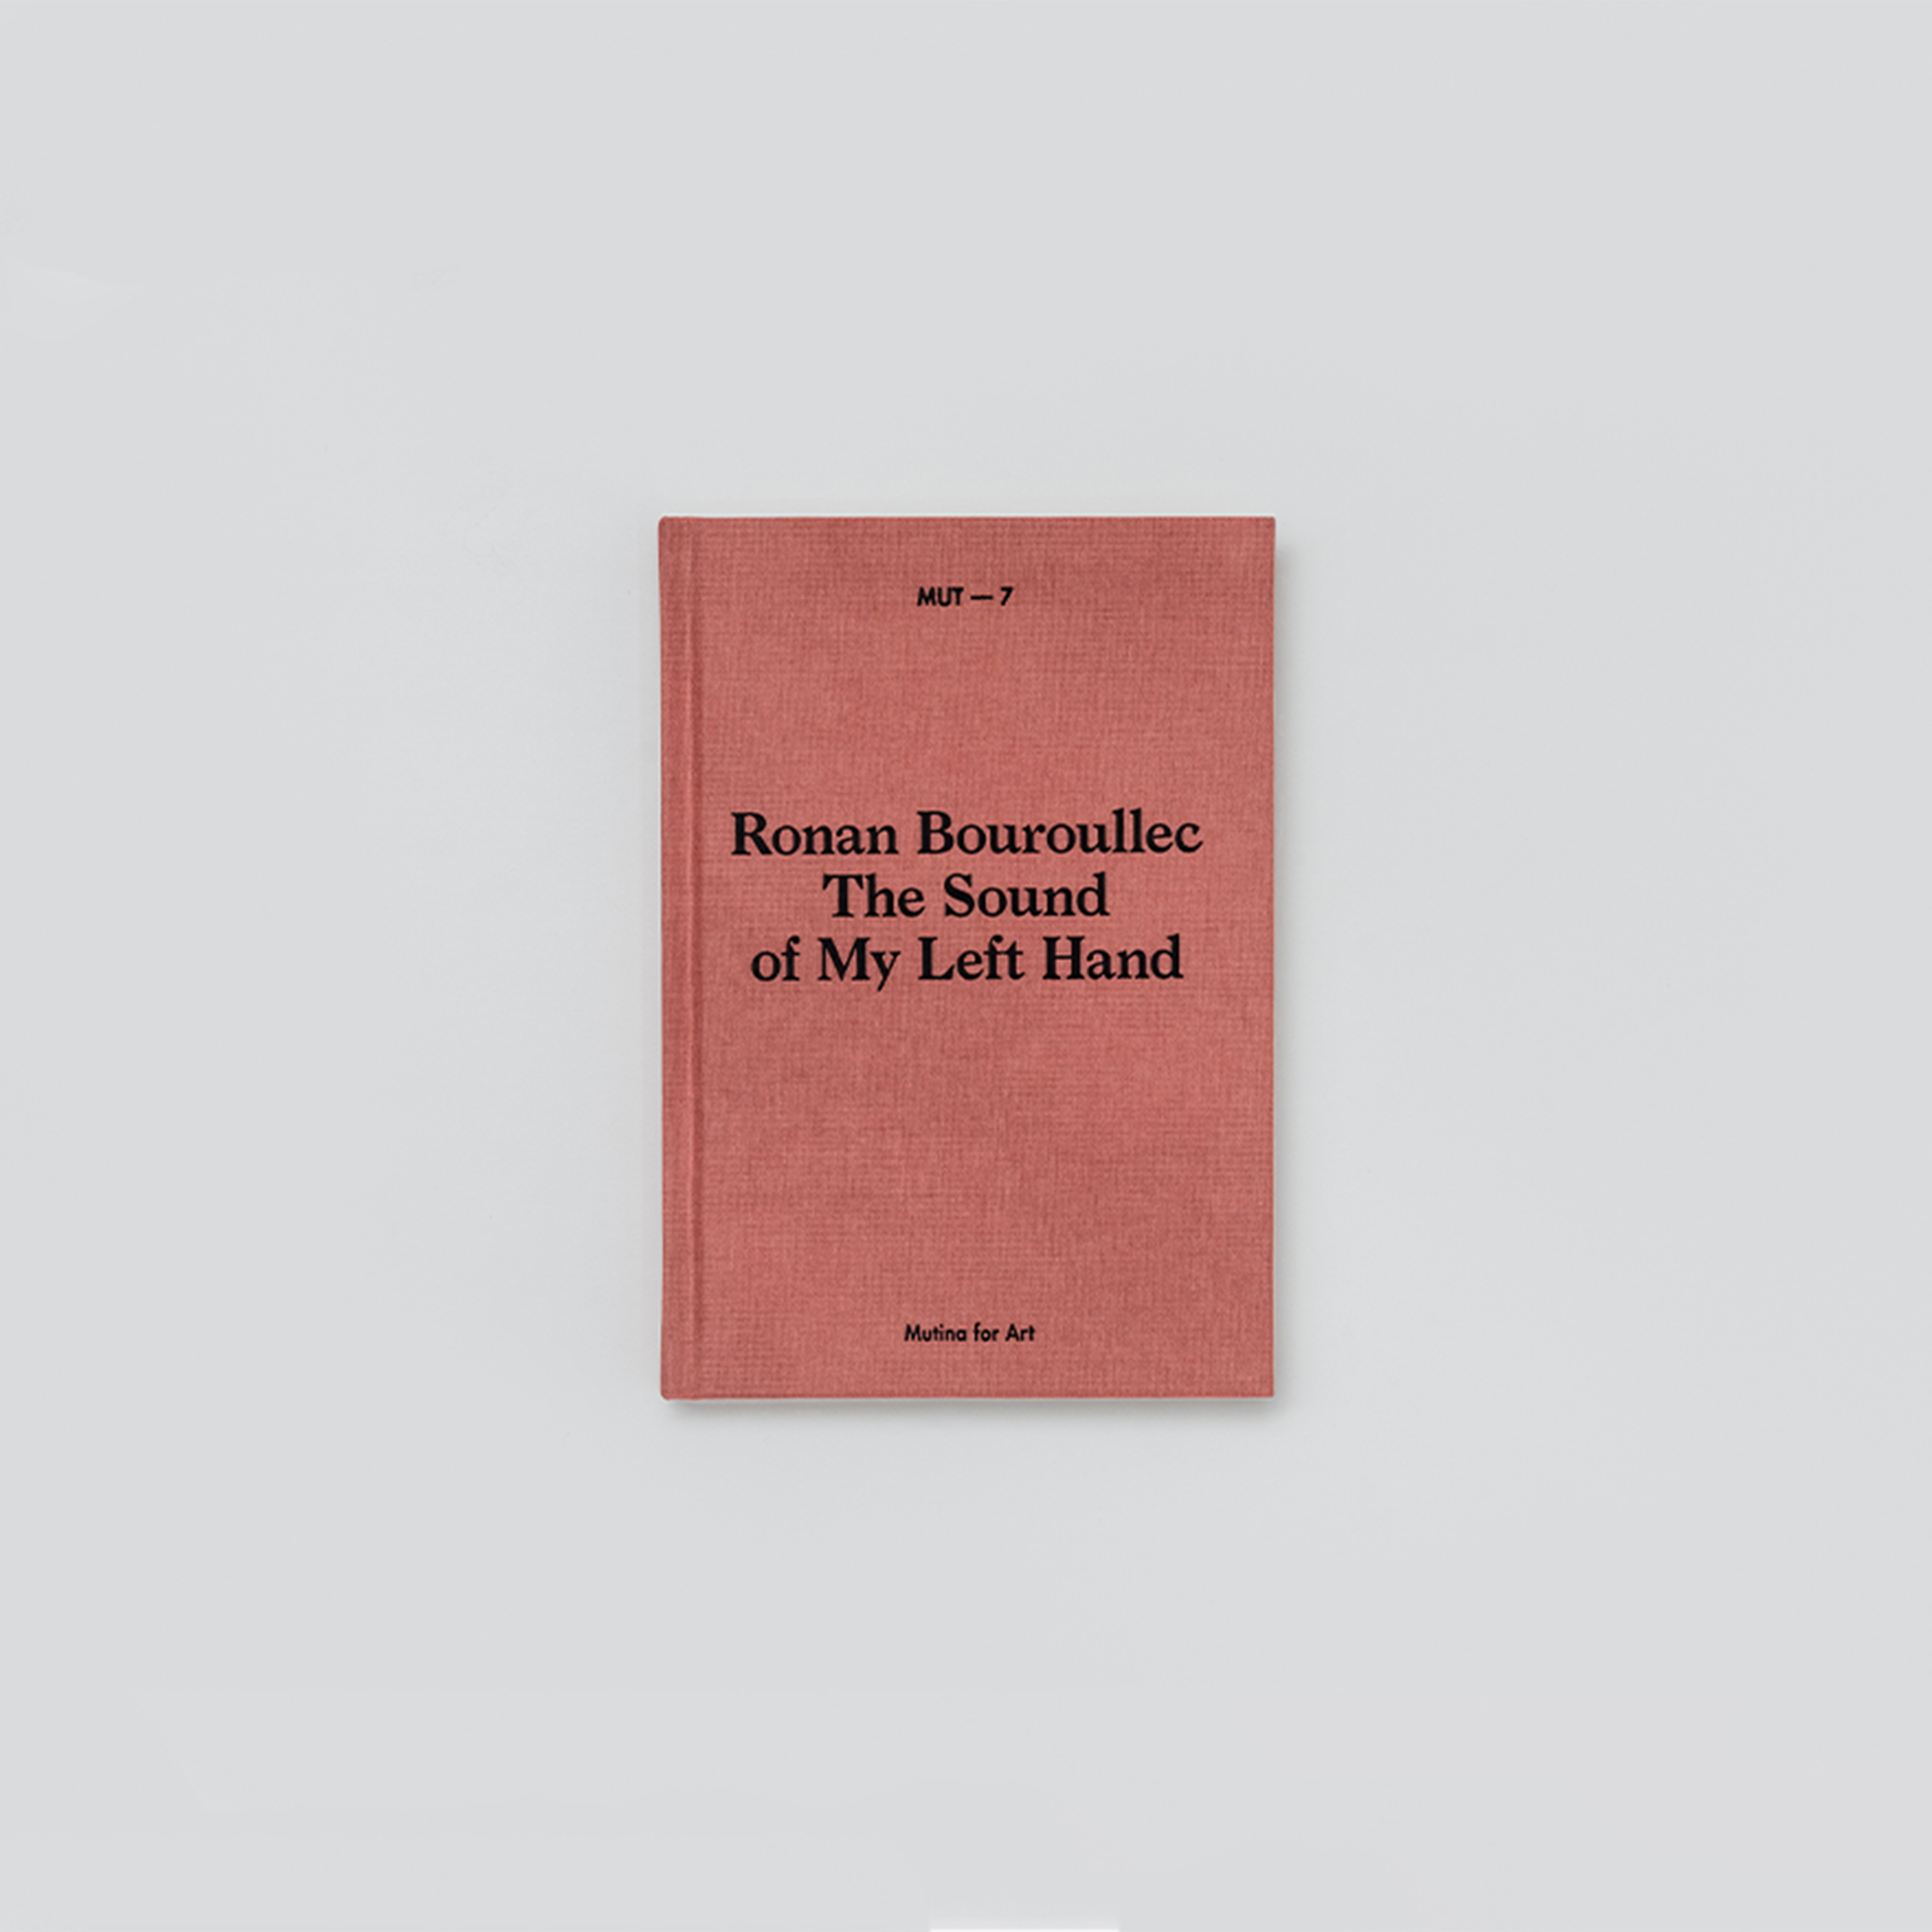 MUT — 7
Ronan Bouroullec
The Sound
of My Left Hand
Mutina for Art